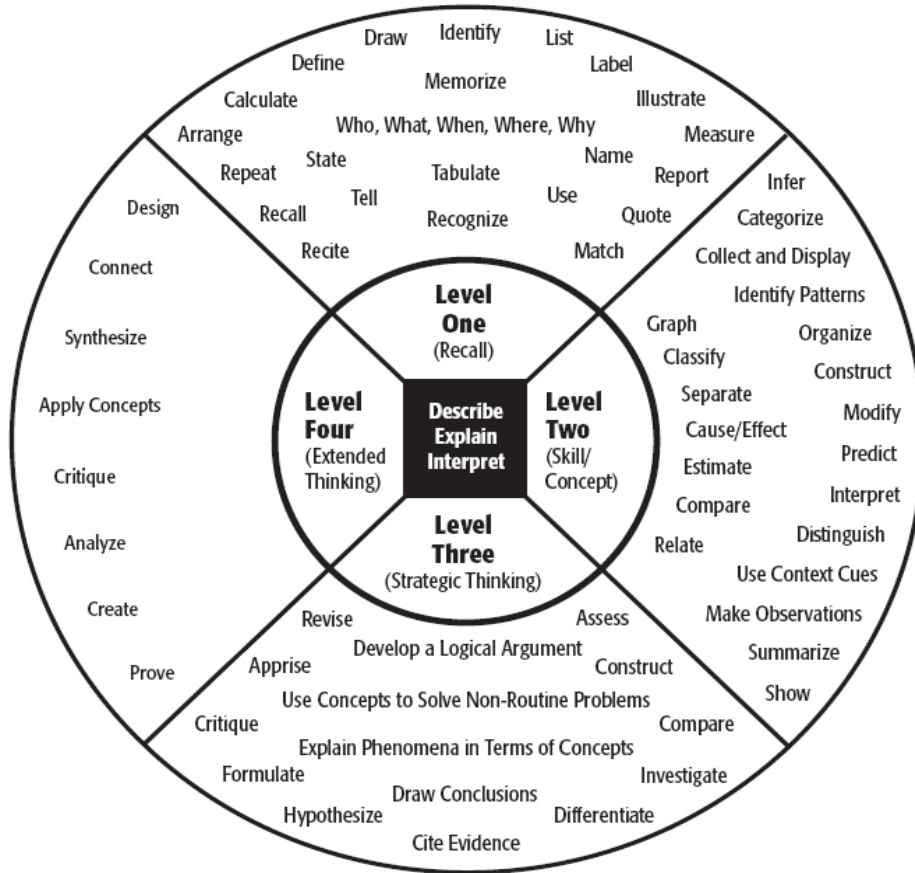 Draw
Identify
List
Define
Memorize
Label
Calculate
Illustrate
Arrange
Who, What, When, Where, Why
Measure
Repeat
State
Tabulate
Name
Report
Recall
Tell
Recognize
Use
Quote
Recite
Match
Level
One
(Recall)
Infer
Categorize
Collect and Display
Identify Patterns
Graph
Organize
Classify
Construct
Separate
Modify
Cause/Effect
Predict
Estimate
Interpret
Compare
Distinguish
Relate
Use Context Cues
Make Observations
Summarize
Show
Level
Two
(Skill/
Concept)
Describe
Explain
Interpret
Level
Three
(Strategic Thinking)
Revise
Assess
Develop a Logical Argument
Apprise
Construct
Use Concepts to Solve Non-Routine Problems
Critique
Compare
Explain Phenomena in Terms of Concepts
Formulate
Investigate
Draw Conclusions
Hypothesize
Differentiate
Cite Evidence
Level
Four
(Extended
Thinking)
Design
Connect
Synthesize
Apply Concepts
Critique
Analyze
Create
Prove